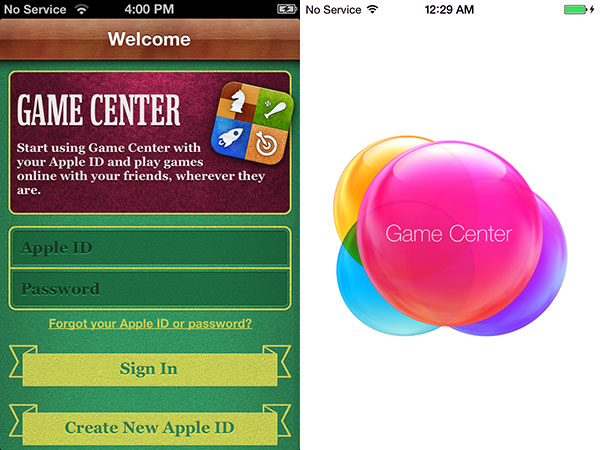 No Service 4:00 PM
Welcome
GAME CENTER
Start using Game Center with
your Apple ID and play games
online with your friends, wherever they
are.
Apple ID
Password
Forgot your Apple ID or password?
Sign In
Create New Apple ID
No Service 12:29 AM
Game Center